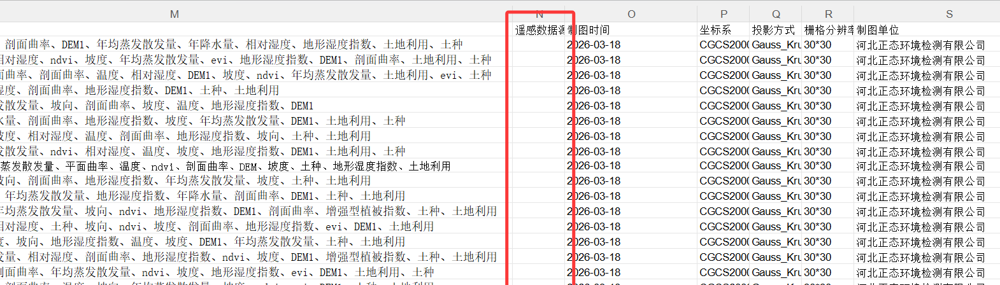 M N O P Q R S
遥感数据源 制图时间 坐标系 投影方式 栅格分辨率 制图单位
剖面曲率、DEM1、年均蒸发散发量、年降水量、相对湿度、地形湿度指数、土地利用、土种 2026-03-18 CGCS2000 Gauss_Kru 30*30 河北正态环境检测有限公司
相对湿度、ndvi、坡度、年均蒸发散发量、evi、地形湿度指数、DEM1、剖面曲率、土地利用、土种 2026-03-18 CGCS2000 Gauss_Kru 30*30 河北正态环境检测有限公司
面曲率、剖面曲率、温度、相对湿度、DEM1、坡度、ndvi、年均蒸发散发量、土地利用、evi、土种 2026-03-18 CGCS2000 Gauss_Kru 30*30 河北正态环境检测有限公司
湿度、剖面曲率、地形湿度指数、DEM1、土种、土地利用 2026-03-18 CGCS2000 Gauss_Kru 30*30 河北正态环境检测有限公司
发散发量、坡向、剖面曲率、坡度、温度、地形湿度指数、DEM1 2026-03-18 CGCS2000 Gauss_Kru 30*30 河北正态环境检测有限公司
水量、剖面曲率、地形湿度指数、坡度、年均蒸发散发量、DEM1、土地利用、土种 2026-03-18 CGCS2000 Gauss_Kru 30*30 河北正态环境检测有限公司
坡度、相对湿度、温度、剖面曲率、地形湿度指数、坡向、土种、土地利用 2026-03-18 CGCS2000 Gauss_Kru 30*30 河北正态环境检测有限公司
发散发量、ndvi、相对湿度、温度、坡度、地形湿度指数、DEM1、土地利用、土种 2026-03-18 CGCS2000 Gauss_Kru 30*30 河北正态环境检测有限公司
蒸发散发量、平面曲率、温度、ndvi、剖面曲率、DEM、坡度、土种、地形湿度指数、土地利用 2026-03-18 CGCS2000 Gauss_Kru 30*30 河北正态环境检测有限公司
坡向、剖面曲率、地形湿度指数、年均蒸发散发量、坡度、土种、土地利用 2026-03-18 CGCS2000 Gauss_Kru 30*30 河北正态环境检测有限公司
年均蒸发散发量、地形湿度指数、年降水量、剖面曲率、DEM1、土种、土地利用 2026-03-18 CGCS2000 Gauss_Kru 30*30 河北正态环境检测有限公司
年均蒸发散发量、坡向、ndvi、地形湿度指数、DEM1、剖面曲率、增强型植被指数、土种、土地利用 2026-03-18 CGCS2000 Gauss_Kru 30*30 河北正态环境检测有限公司
相对湿度、土种、坡向、ndvi、坡度、剖面曲率、地形湿度指数、evi、DEM1、土地利用 2026-03-18 CGCS2000 Gauss_Kru 30*30 河北正态环境检测有限公司
度、坡向、地形湿度指数、温度、坡度、DEM1、年均蒸发散发量、土种、土地利用 2026-03-18 CGCS2000 Gauss_Kru 30*30 河北正态环境检测有限公司
发量、相对湿度、剖面曲率、地形湿度指数、ndvi、坡度、DEM1、增强型植被指数、土种、土地利用 2026-03-18 CGCS2000 Gauss_Kru 30*30 河北正态环境检测有限公司
剖面曲率、年均蒸发散发量、ndvi、坡度、地形湿度指数、evi、DEM1、土地利用、土种 2026-03-18 CGCS2000 Gauss_Kru 30*30 河北正态环境检测有限公司